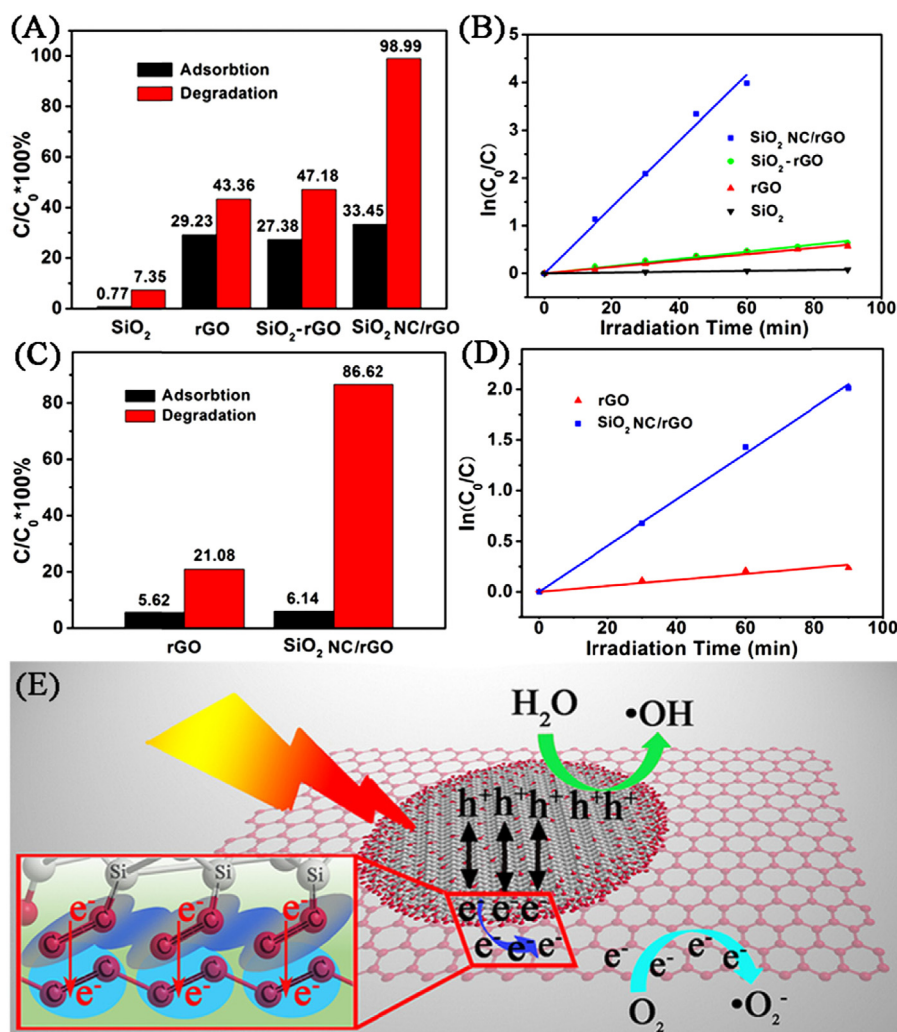 (A)
C/C₀*100%
100
80
60
40
20
0
Adsorbtion
Degradation
0.77
7.35
29.23
43.36
27.38
47.18
33.45
98.99
SiO₂
rGO
SiO₂-rGO
SiO₂ NC/rGO
(B)
ln(C₀/C)
5
4
3
2
1
0
SiO₂ NC/rGO
SiO₂-rGO
rGO
SiO₂
0 20 40 60 80 100
Irradiation Time (min)
(C)
C/C₀*100%
100
80
60
40
20
0
Adsorbtion
Degradation
5.62
21.08
6.14
86.62
rGO
SiO₂ NC/rGO
(D)
ln(C₀/C)
2.0
1.5
1.0
0.5
0.0
rGO
SiO₂ NC/rGO
0 20 40 60 80 100
Irradiation Time (min)
(E)
H₂O
•OH
h⁺ h⁺ h⁺ h⁺ h⁺
e⁻ e⁻ e⁻
e⁻ e⁻ e⁻
e⁻ e⁻ e⁻ e⁻
O₂
•O₂⁻
Si Si Si
e⁻ e⁻ e⁻
C C C C C C
C C C C C C
e⁻ e⁻ e⁻